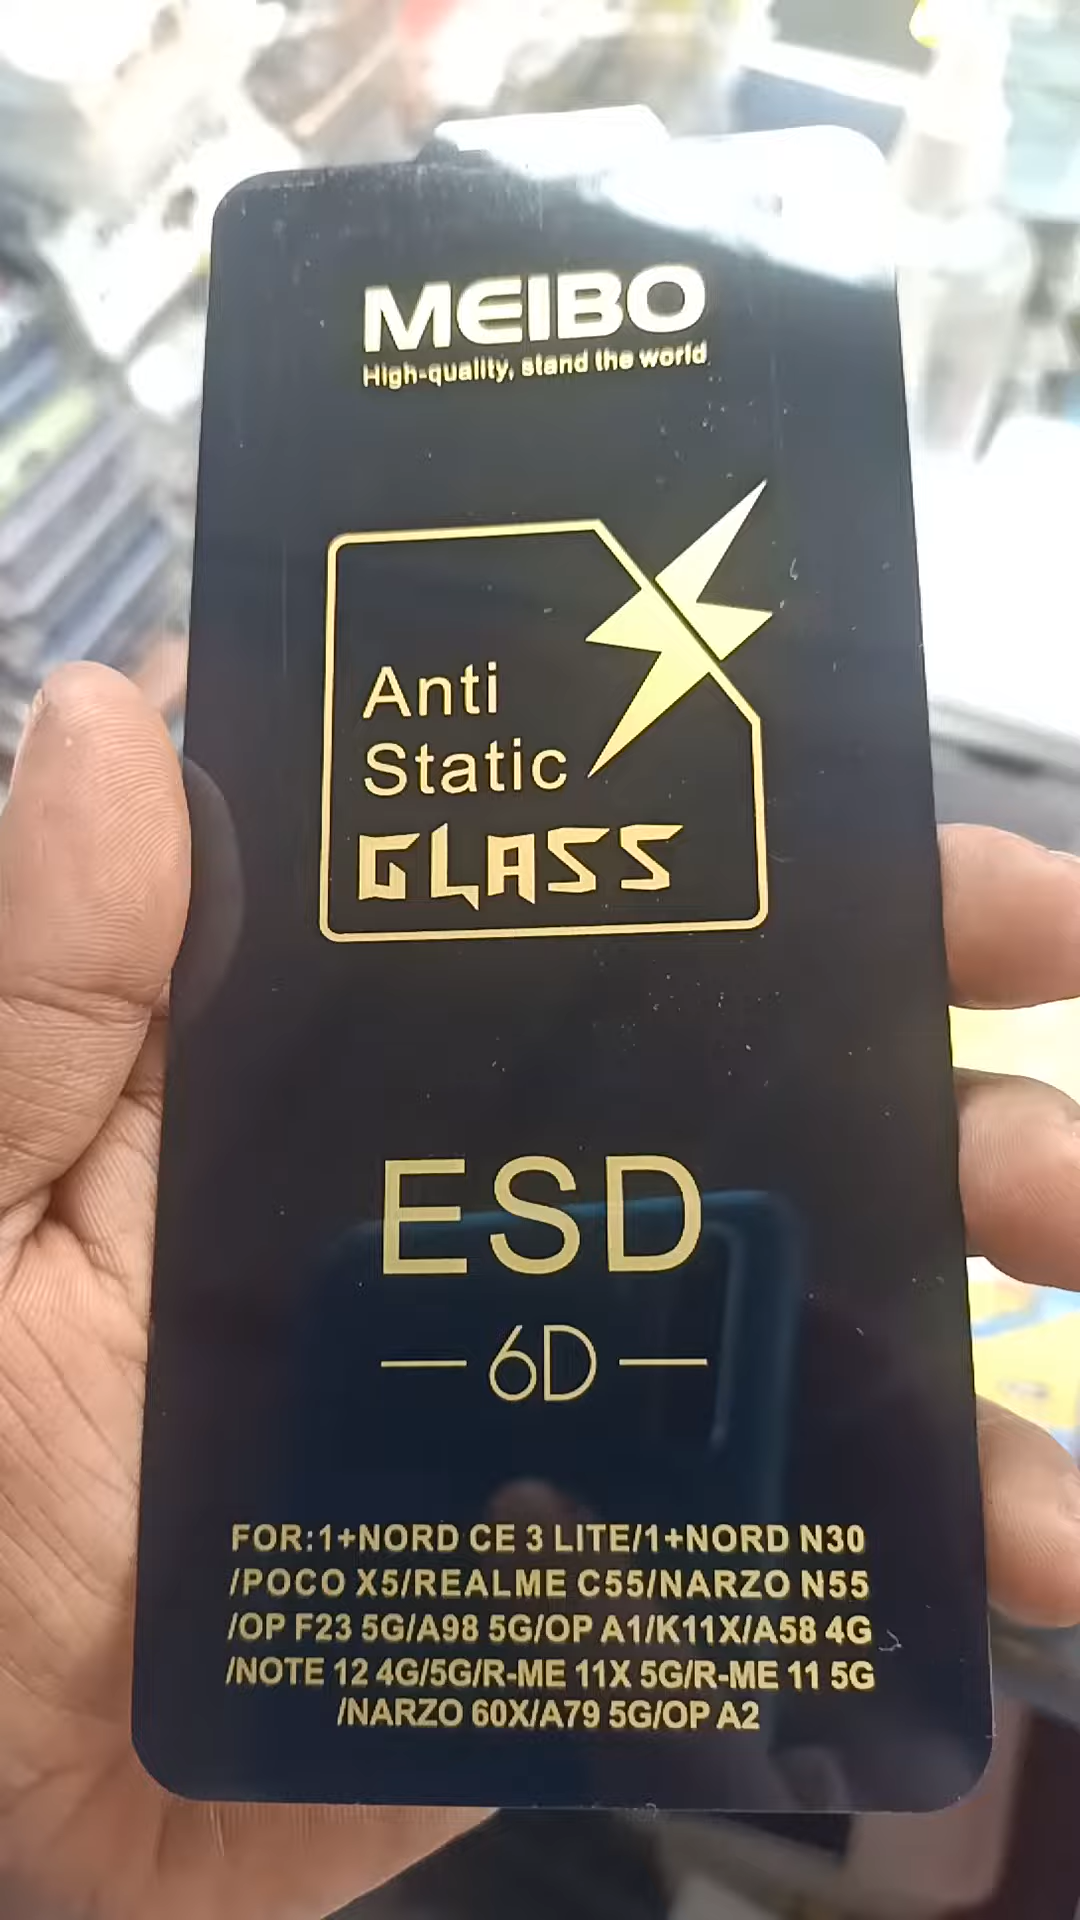 MEIBO
High-quality, stand the world
Anti
Static
GLASS
ESD
6D
FOR:1+NORD CE 3 LITE/1+NORD N30
/POCO X5/REALME C55/NARZO N55
/OP F23 5G/A98 5G/OP A1/K11X/A58 4G
/NOTE 12 4G/5G/R-ME 11X 5G/R-ME 11 5G
/NARZO 60X/A79 5G/OP A2